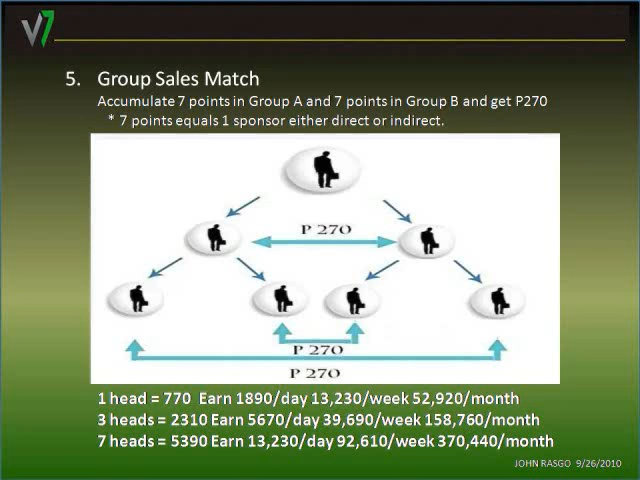 V7
5. Group Sales Match
Accumulate 7 points in Group A and 7 points in Group B and get P270
* 7 points equals 1 sponsor either direct or indirect.
P 270
P 270
P 270
1 head = 770 Earn 1890/day 13,230/week 52,920/month
3 heads = 2310 Earn 5670/day 39,690/week 158,760/month
7 heads = 5390 Earn 13,230/day 92,610/week 370,440/month
JOHN RASGO 9/26/2010